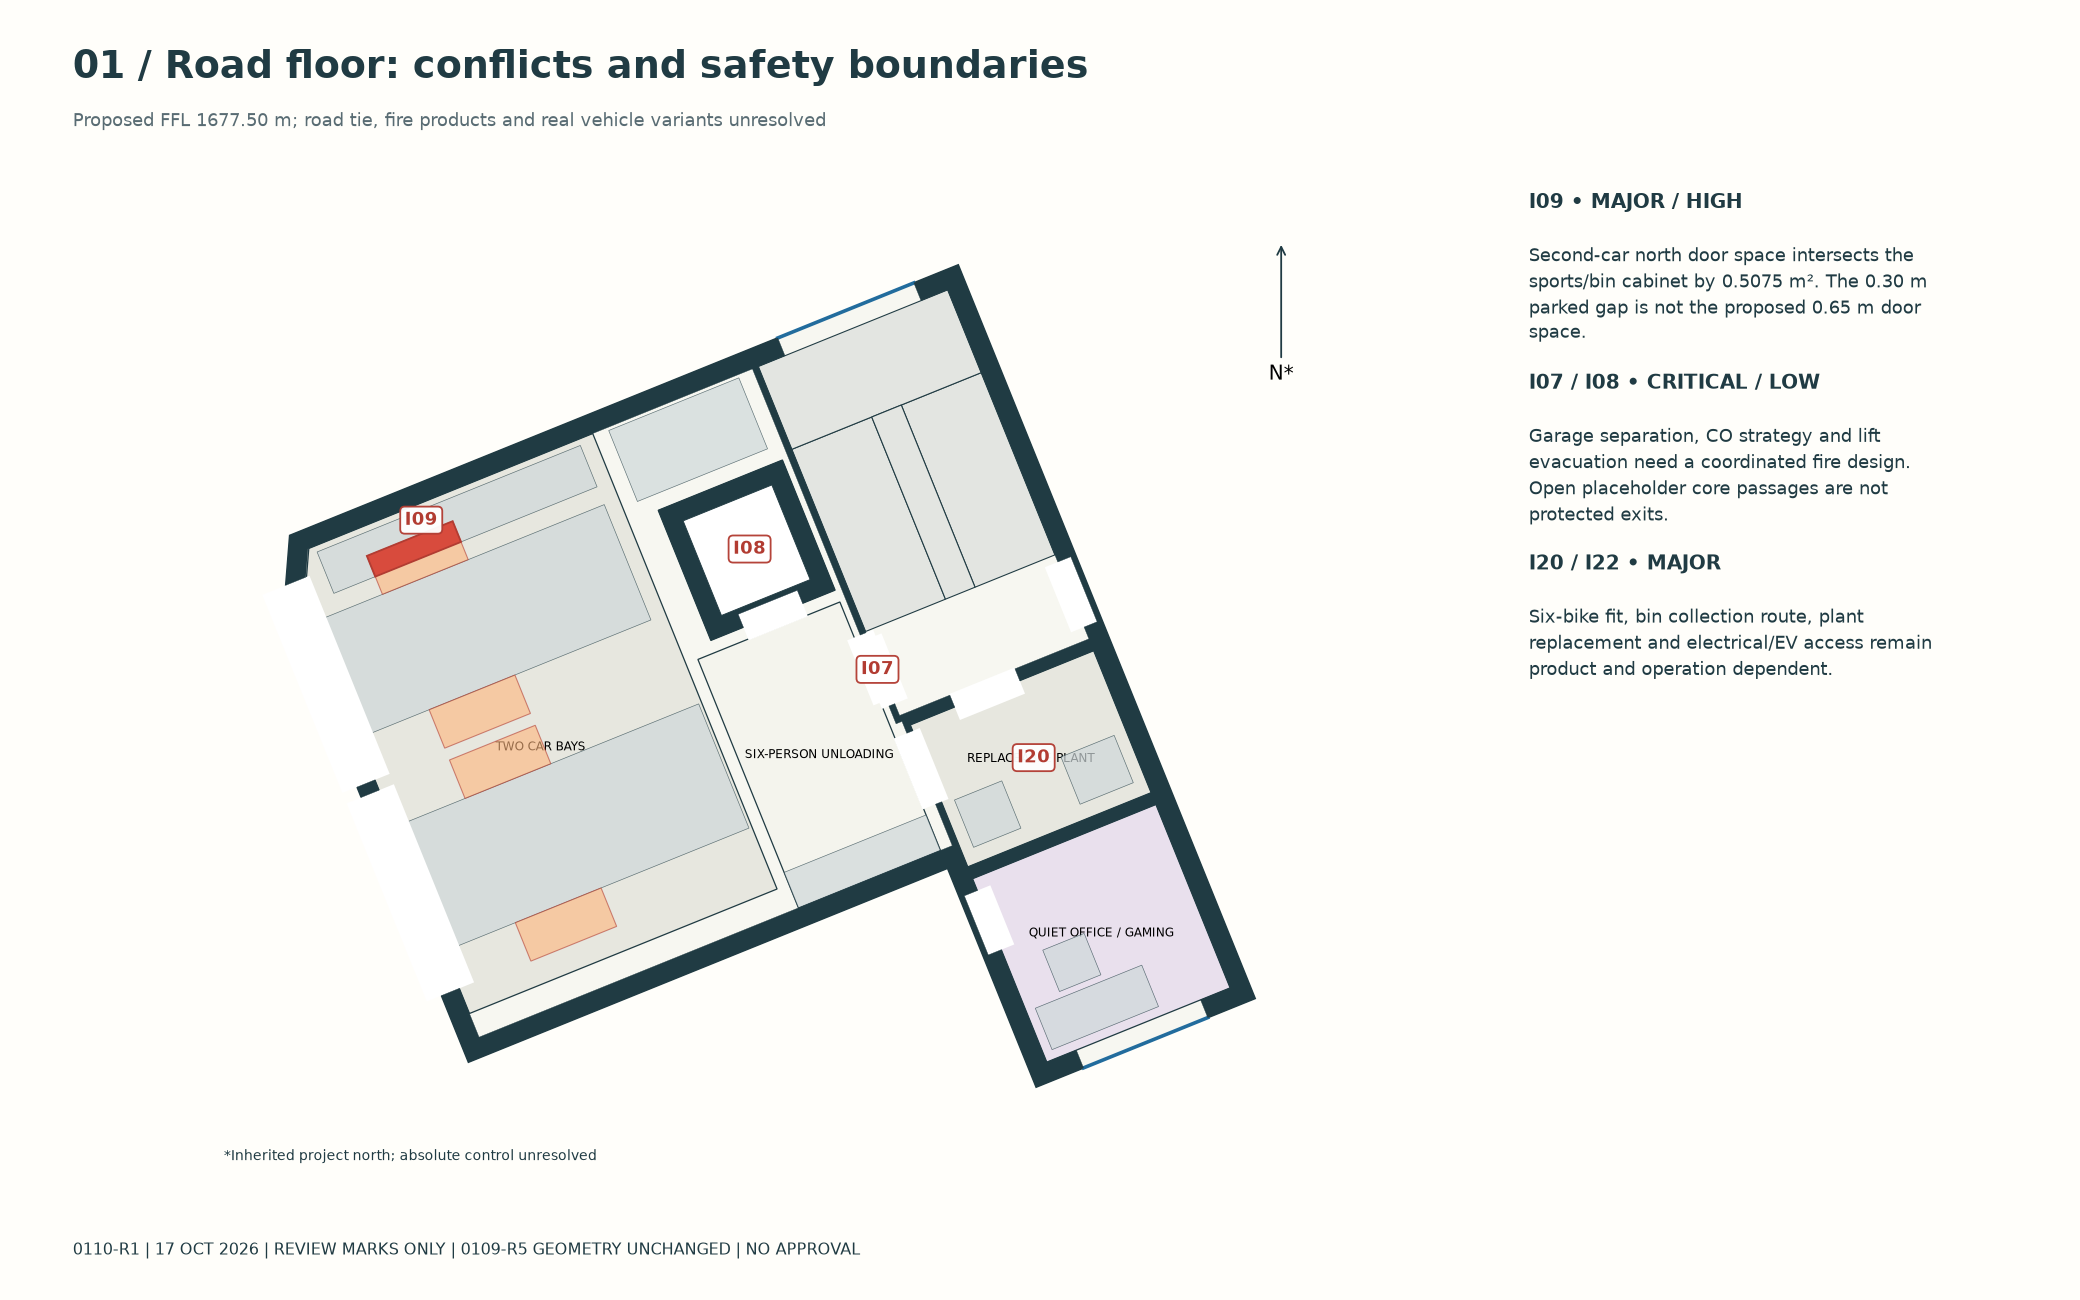 01 / Road floor: conflicts and safety boundaries
Proposed FFL 1677.50 m; road tie, fire products and real vehicle variants unresolved
I09 • MAJOR / HIGH
Second-car north door space intersects the
sports/bin cabinet by 0.5075 m². The 0.30 m
parked gap is not the proposed 0.65 m door
space.
I07 / I08 • CRITICAL / LOW
Garage separation, CO strategy and lift
evacuation need a coordinated fire design.
Open placeholder core passages are not
protected exits.
I20 / I22 • MAJOR
Six-bike fit, bin collection route, plant
replacement and electrical/EV access remain
product and operation dependent.
N*
I09
I08
I07
TWO CAR BAYS
SIX-PERSON UNLOADING
I20
PLANT
QUIET OFFICE / GAMING
*Inherited project north; absolute control unresolved
0110-R1 | 17 OCT 2026 | REVIEW MARKS ONLY | 0109-R5 GEOMETRY UNCHANGED | NO APPROVAL